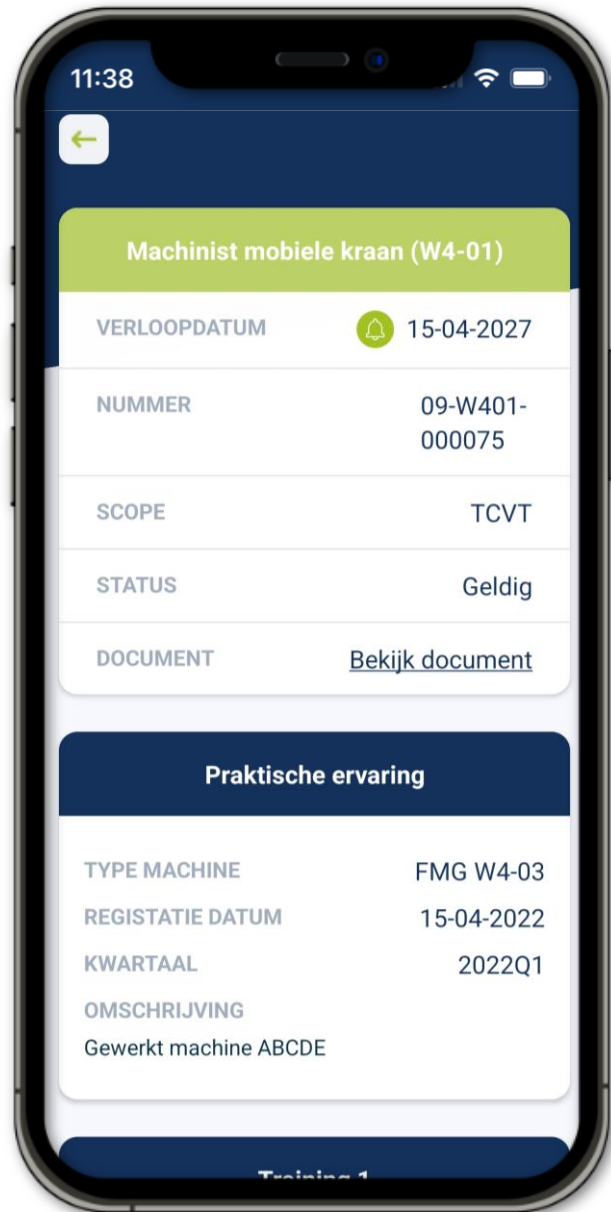 11:38
Machinist mobiele kraan (W4-01)
VERLOOPDATUM 15-04-2027
NUMMER 09-W401-
000075
SCOPE TCVT
STATUS Geldig
DOCUMENT Bekijk document
Praktische ervaring
TYPE MACHINE FMG W4-03
REGISTATIE DATUM 15-04-2022
KWARTAAL 2022Q1
OMSCHRIJVING
Gewerkt machine ABCDE
Training 1